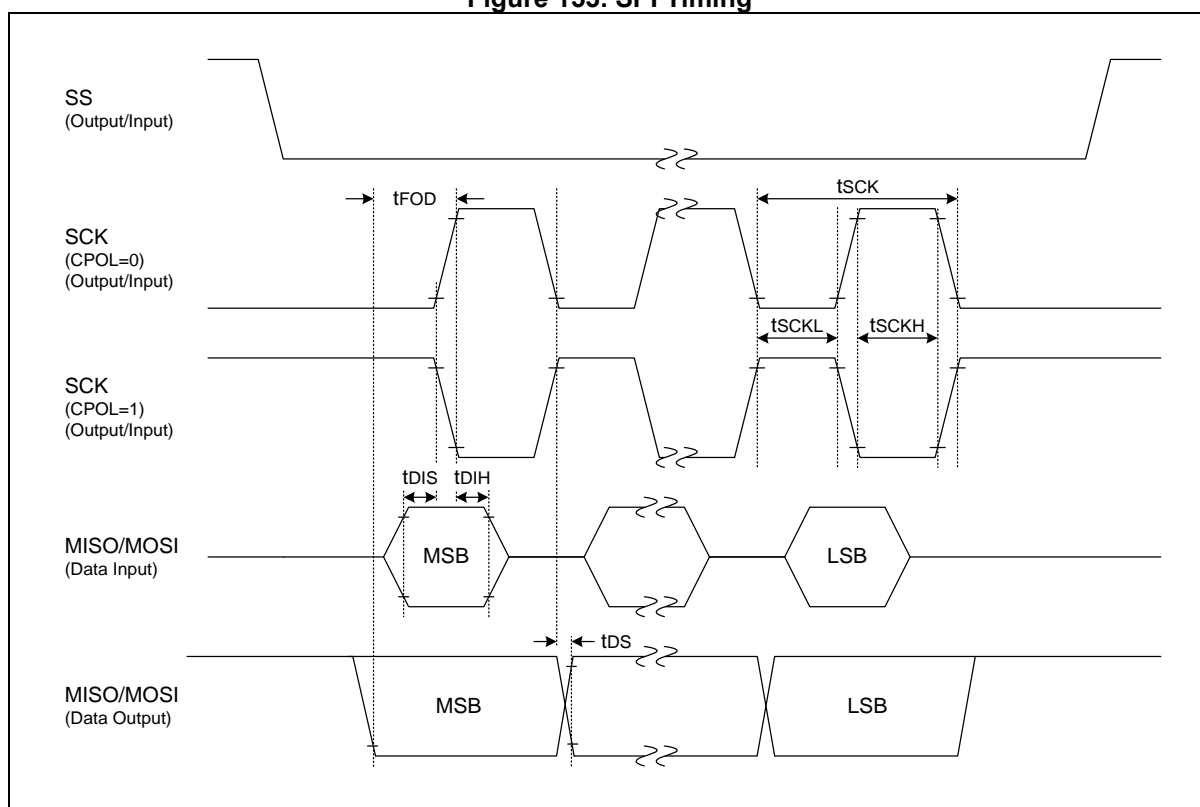 Figure 153. SPI Timing
SS
(Output/Input)
tFOD
tSCK
SCK
(CPOL=0)
(Output/Input)
tSCKL
tSCKH
SCK
(CPOL=1)
(Output/Input)
tDIS
tDIH
MISO/MOSI
(Data Input)
MSB
LSB
tDS
MISO/MOSI
(Data Output)
MSB
LSB